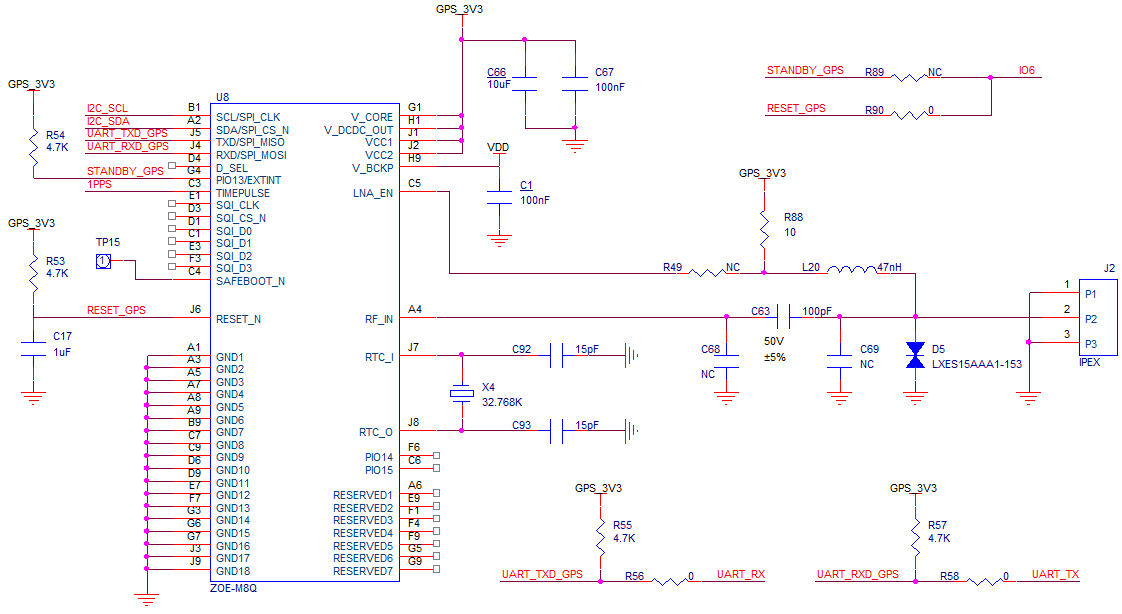 GPS_3V3
C66
10uF
C67
100nF
STANDBY_GPS R89 NC IO6
RESET_GPS R90 0
GPS_3V3
R54
4.7K
U8
I2C_SCL B1 SCL/SPI_CLK
I2C_SDA A2 SDA/SPI_CS_N
UART_TXD_GPS J5 TXD/SPI_MISO
UART_RXD_GPS J4 RXD/SPI_MOSI
D4 D_SEL
STANDBY_GPS G4 PIO13/EXTINT
1PPS C3 TIMEPULSE
E1 SQI_CLK
D3 SQI_CS_N
D1 SQI_D0
C1 SQI_D1
E3 SQI_D2
F3 SQI_D3
C4 SAFEBOOT_N
TP15
1
GPS_3V3
R53
4.7K
RESET_GPS J6 RESET_N
C17
1uF
A1 GND1
A3 GND2
A5 GND3
A7 GND4
A8 GND5
A9 GND6
B9 GND7
C7 GND8
C9 GND9
D6 GND10
D9 GND11
E7 GND12
F7 GND13
G3 GND14
G6 GND15
G7 GND16
J3 GND17
J9 GND18
ZOE-M8Q
V_CORE G1
V_DCDC_OUT H1
VCC1 J1
VCC2 J2
V_BCKP H9
LNA_EN C5
RF_IN A4
RTC_I J7
RTC_O J8
PIO14 F6
PIO15 C6
RESERVED1 A6
RESERVED2 E9
RESERVED3 F1
RESERVED4 F4
RESERVED5 F9
RESERVED6 G5
RESERVED7 G9
VDD
C1
100nF
GPS_3V3
R88
10
R49 NC
L20 47nH
C63 100pF
50V
±5%
C68
NC
C69
NC
D5
LXES15AAA1-153
J2
1 P1
2 P2
3 P3
IPEX
C92 15pF
X4
32.768K
C93 15pF
GPS_3V3
R55
4.7K
UART_TXD_GPS R56 0 UART_RX
GPS_3V3
R57
4.7K
UART_RXD_GPS R58 0 UART_TX